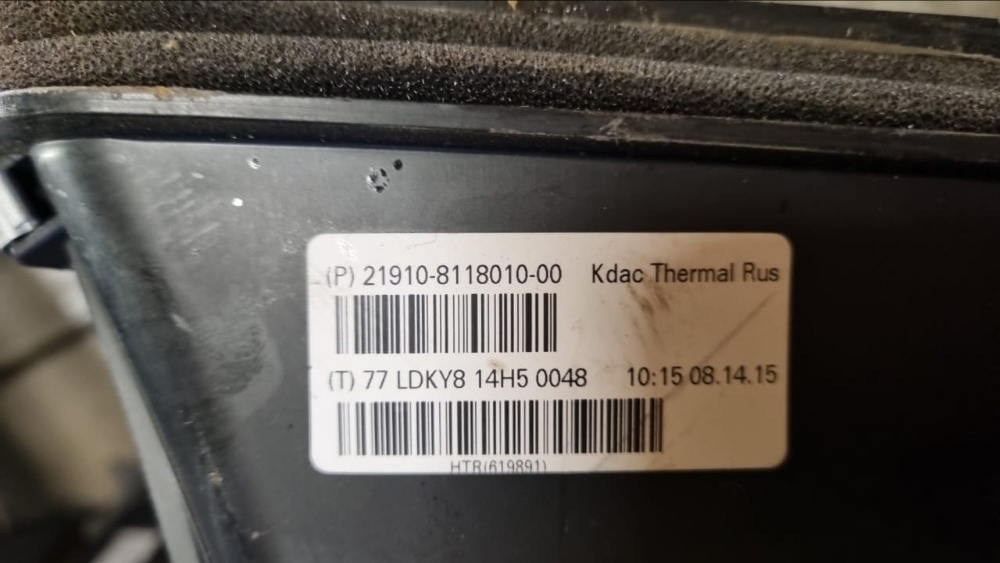 (P) 21910-8118010-00 Kdac Thermal Rus
(T) 77 LDKY8 14H5 0048 10:15 08.14.15
HTR(619891)